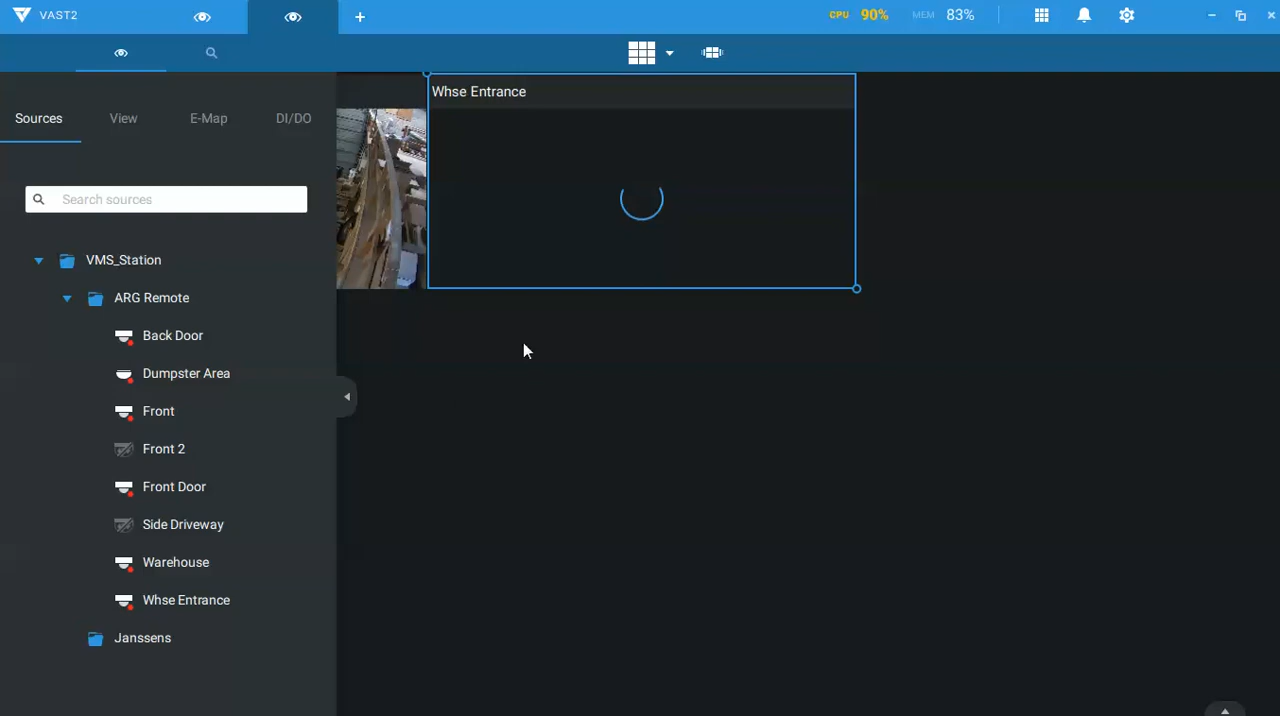 VAST2
CPU 90% MEM 83%
Sources View E-Map DI/DO
Search sources
VMS_Station
ARG Remote
Back Door
Dumpster Area
Front
Front 2
Front Door
Side Driveway
Warehouse
Whse Entrance
Janssens
Whse Entrance